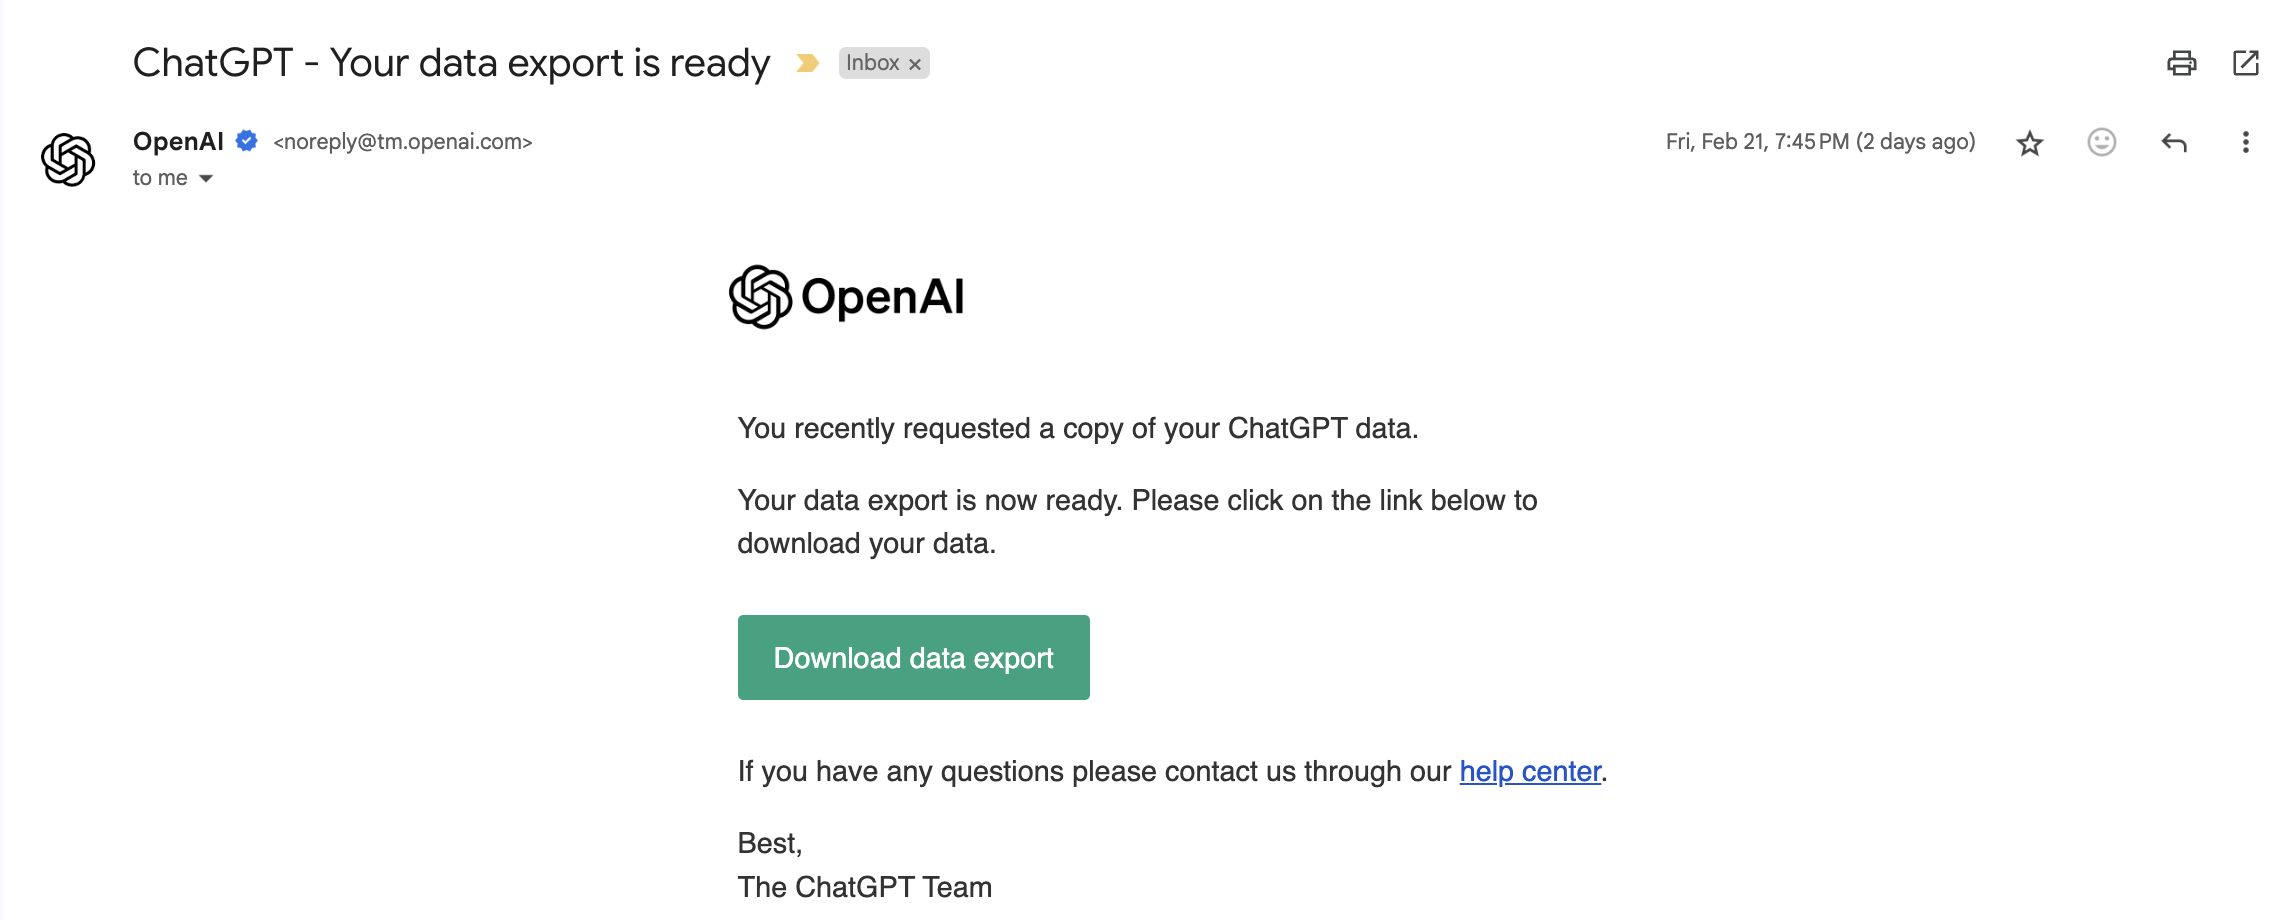 ChatGPT - Your data export is ready Inbox ×
OpenAI <noreply@tm.openai.com> Fri, Feb 21, 7:45 PM (2 days ago)
to me
OpenAI
You recently requested a copy of your ChatGPT data.
Your data export is now ready. Please click on the link below to
download your data.
Download data export
If you have any questions please contact us through our help center.
Best,
The ChatGPT Team